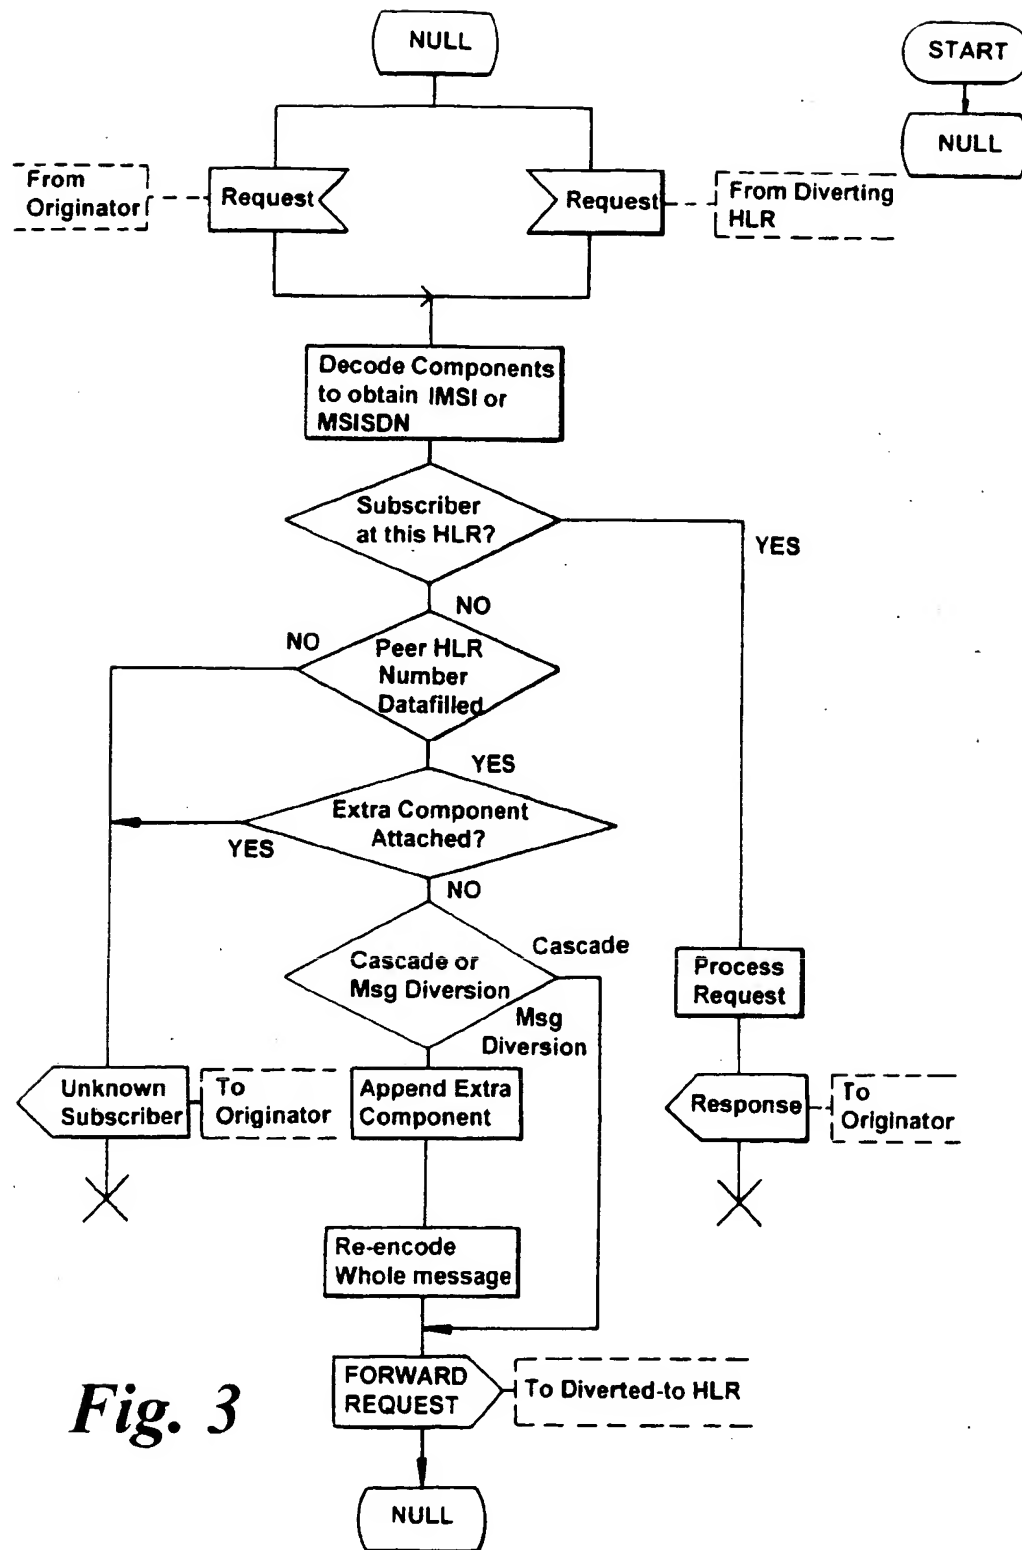 NULL
START
NULL
From
Originator
Request
Request
From Diverting
HLR
Decode Components
to obtain IMSI or
MSISDN
Subscriber
at this HLR?
YES
NO
NO
Peer HLR
Number
Datafilled
YES
Extra Component
Attached?
YES
NO
Cascade
Cascade or
Msg Diversion
Msg
Diversion
Process
Request
Unknown
Subscriber
To
Originator
Append Extra
Component
Response
To
Originator
Re-encode
Whole message
FORWARD
REQUEST
To Diverted-to HLR
Fig. 3
NULL